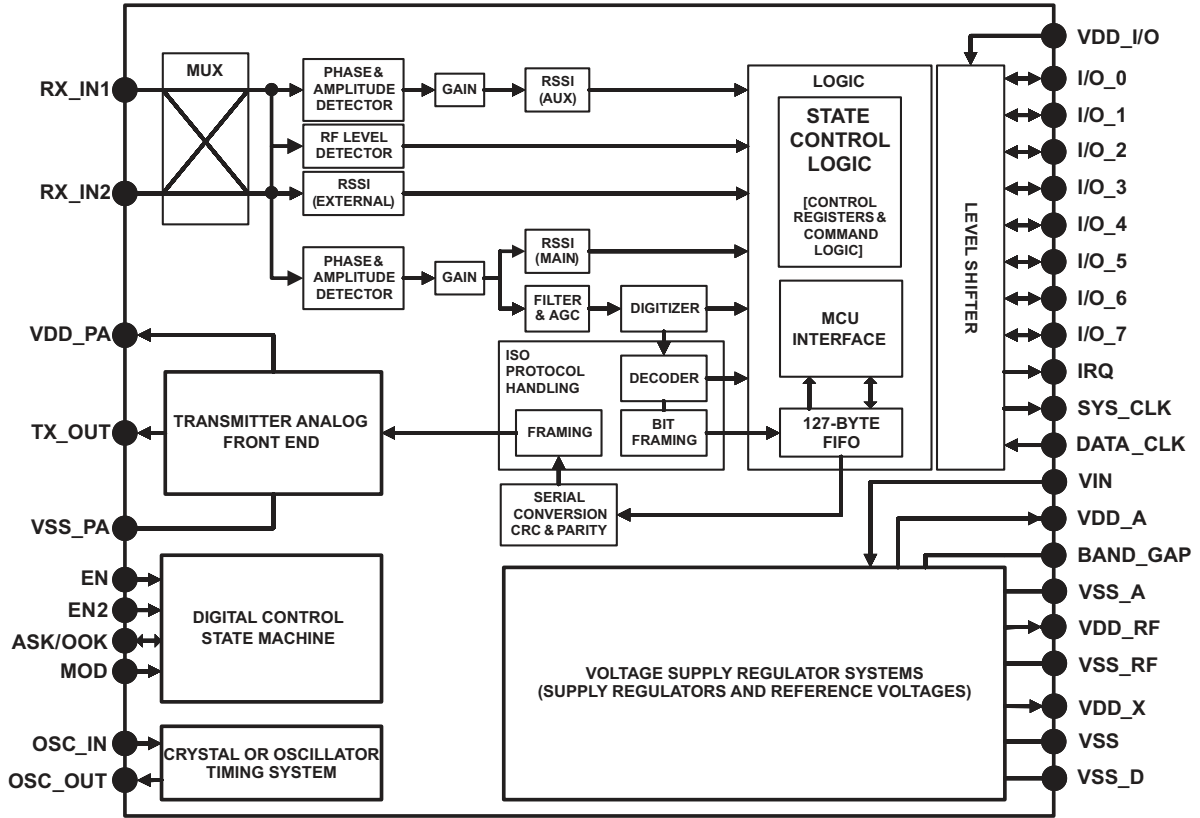 RX_IN1
RX_IN2
VDD_PA
TX_OUT
VSS_PA
EN
EN2
ASK/OOK
MOD
OSC_IN
OSC_OUT
MUX
PHASE &
AMPLITUDE
DETECTOR
GAIN
RSSI
(AUX)
RF LEVEL
DETECTOR
RSSI
(EXTERNAL)
PHASE &
AMPLITUDE
DETECTOR
GAIN
RSSI
(MAIN)
FILTER
& AGC
DIGITIZER
ISO
PROTOCOL
HANDLING
DECODER
BIT
FRAMING
FRAMING
SERIAL
CONVERSION
CRC & PARITY
TRANSMITTER ANALOG
FRONT END
DIGITAL CONTROL
STATE MACHINE
CRYSTAL OR OSCILLATOR
TIMING SYSTEM
LOGIC
STATE
CONTROL
LOGIC
[CONTROL
REGISTERS &
COMMAND
LOGIC]
MCU
INTERFACE
127-BYTE
FIFO
LEVEL SHIFTER
VOLTAGE SUPPLY REGULATOR SYSTEMS
(SUPPLY REGULATORS AND REFERENCE VOLTAGES)
VDD_I/O
I/O_0
I/O_1
I/O_2
I/O_3
I/O_4
I/O_5
I/O_6
I/O_7
IRQ
SYS_CLK
DATA_CLK
VIN
VDD_A
BAND_GAP
VSS_A
VDD_RF
VSS_RF
VDD_X
VSS
VSS_D